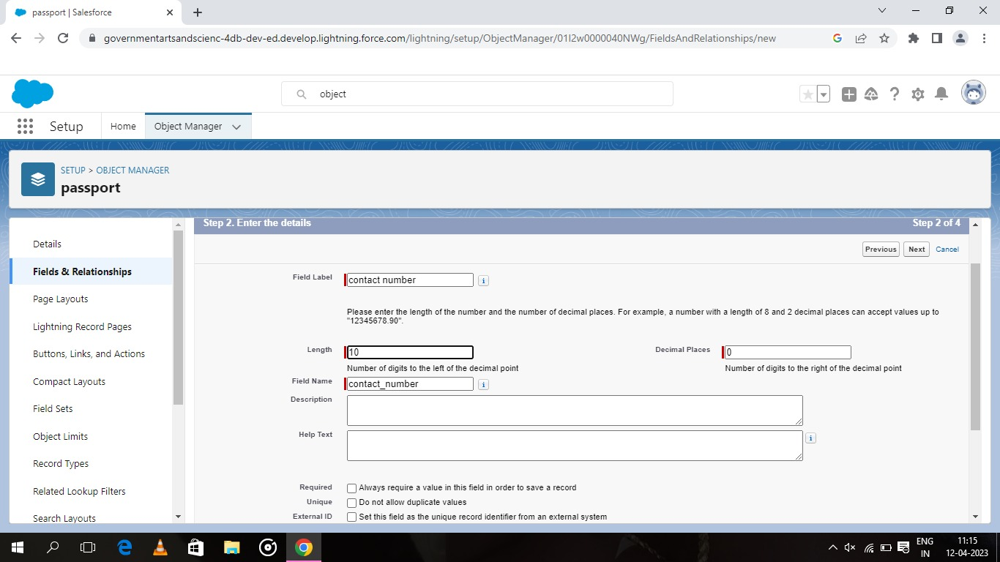 passport | Salesforce
governmentartsandscienc-4db-dev-ed.develop.lightning.force.com/lightning/setup/ObjectManager/01I2w0000040NWg/FieldsAndRelationships/new
object
Setup
Home
Object Manager
SETUP > OBJECT MANAGER
passport
Details
Fields & Relationships
Page Layouts
Lightning Record Pages
Buttons, Links, and Actions
Compact Layouts
Field Sets
Object Limits
Record Types
Related Lookup Filters
Search Layouts
Step 2. Enter the details
Step 2 of 4
Previous Next Cancel
Field Label contact number
Please enter the length of the number and the number of decimal places. For example, a number with a length of 8 and 2 decimal places can accept values up to
"12345678.90".
Length 10 Decimal Places 0
Number of digits to the left of the decimal point Number of digits to the right of the decimal point
Field Name contact_number
Description
Help Text
Required Always require a value in this field in order to save a record
Unique Do not allow duplicate values
External ID Set this field as the unique record identifier from an external system
ENG
IN
11:15
12-04-2023